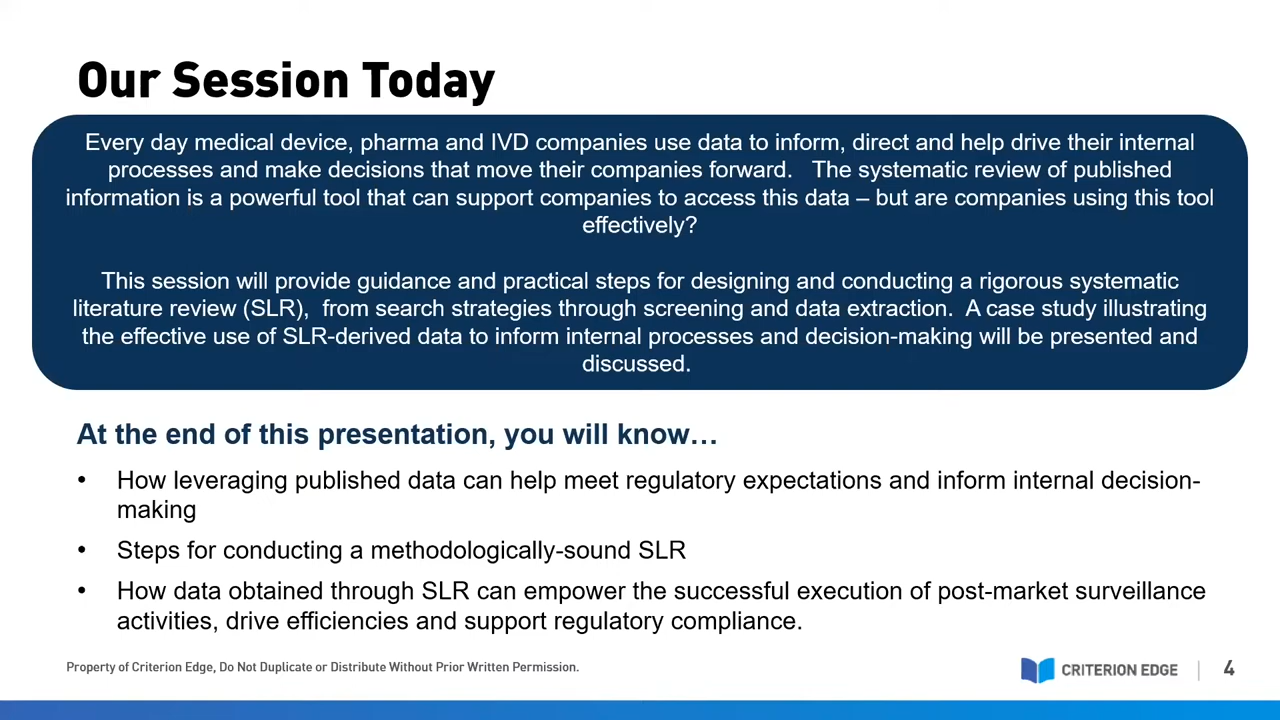 Our Session Today
Every day medical device, pharma and IVD companies use data to inform, direct and help drive their internal
processes and make decisions that move their companies forward.   The systematic review of published
information is a powerful tool that can support companies to access this data – but are companies using this tool
effectively?
This session will provide guidance and practical steps for designing and conducting a rigorous systematic
literature review (SLR),  from search strategies through screening and data extraction.  A case study illustrating
the effective use of SLR-derived data to inform internal processes and decision-making will be presented and
discussed.
At the end of this presentation, you will know…
• How leveraging published data can help meet regulatory expectations and inform internal decision-
making
• Steps for conducting a methodologically-sound SLR
• How data obtained through SLR can empower the successful execution of post-market surveillance
activities, drive efficiencies and support regulatory compliance.
Property of Criterion Edge, Do Not Duplicate or Distribute Without Prior Written Permission.
CRITERION EDGE | 4